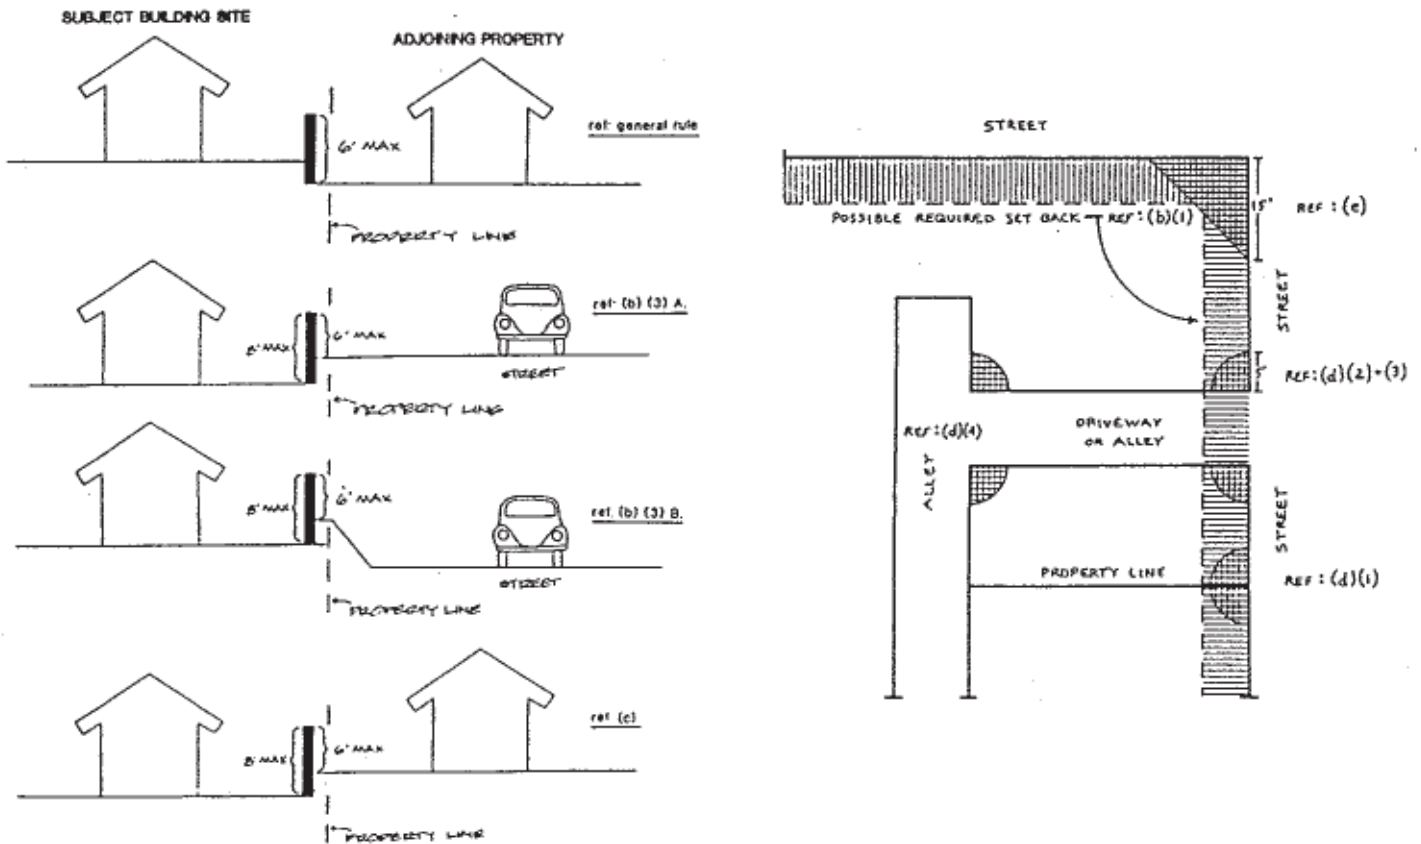 SUBJECT BUILDING SITE
ADJOINING PROPERTY
6' MAX
ref: general rule
PROPERTY LINE
8' MAX
6' MAX
ref: (b) (3) A.
STREET
PROPERTY LINE
8' MAX
6' MAX
ref. (b) (3) B.
STREET
PROPERTY LINE
8' MAX
6' MAX
ref (c)
PROPERTY LINE
STREET
15'
REF : (e)
POSSIBLE REQUIRED SET BACK
REF : (b)(1)
STREET
5'
REF: (d)(2)+(3)
DRIVEWAY
OR ALLEY
REF : (d)(4)
ALLEY
STREET
PROPERTY LINE
REF : (d)(1)